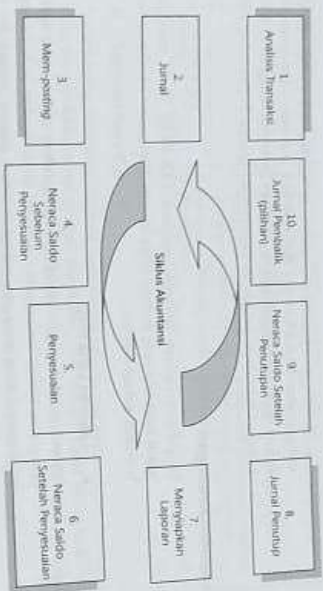 1.
Analisis Transaksi
2.
Jurnal
3.
Mem-posting
4.
Neraca Saldo
Sebelum
Penyesuaian
5.
Penyesuaian
6.
Neraca Saldo
Setelah Penyesuaian
7.
Menyiapkan
Laporan
8.
Jurnal Penutup
9.
Neraca Saldo Setelah
Penutupan
10.
Jurnal Pembalik
(pilihan)
Siklus Akuntansi